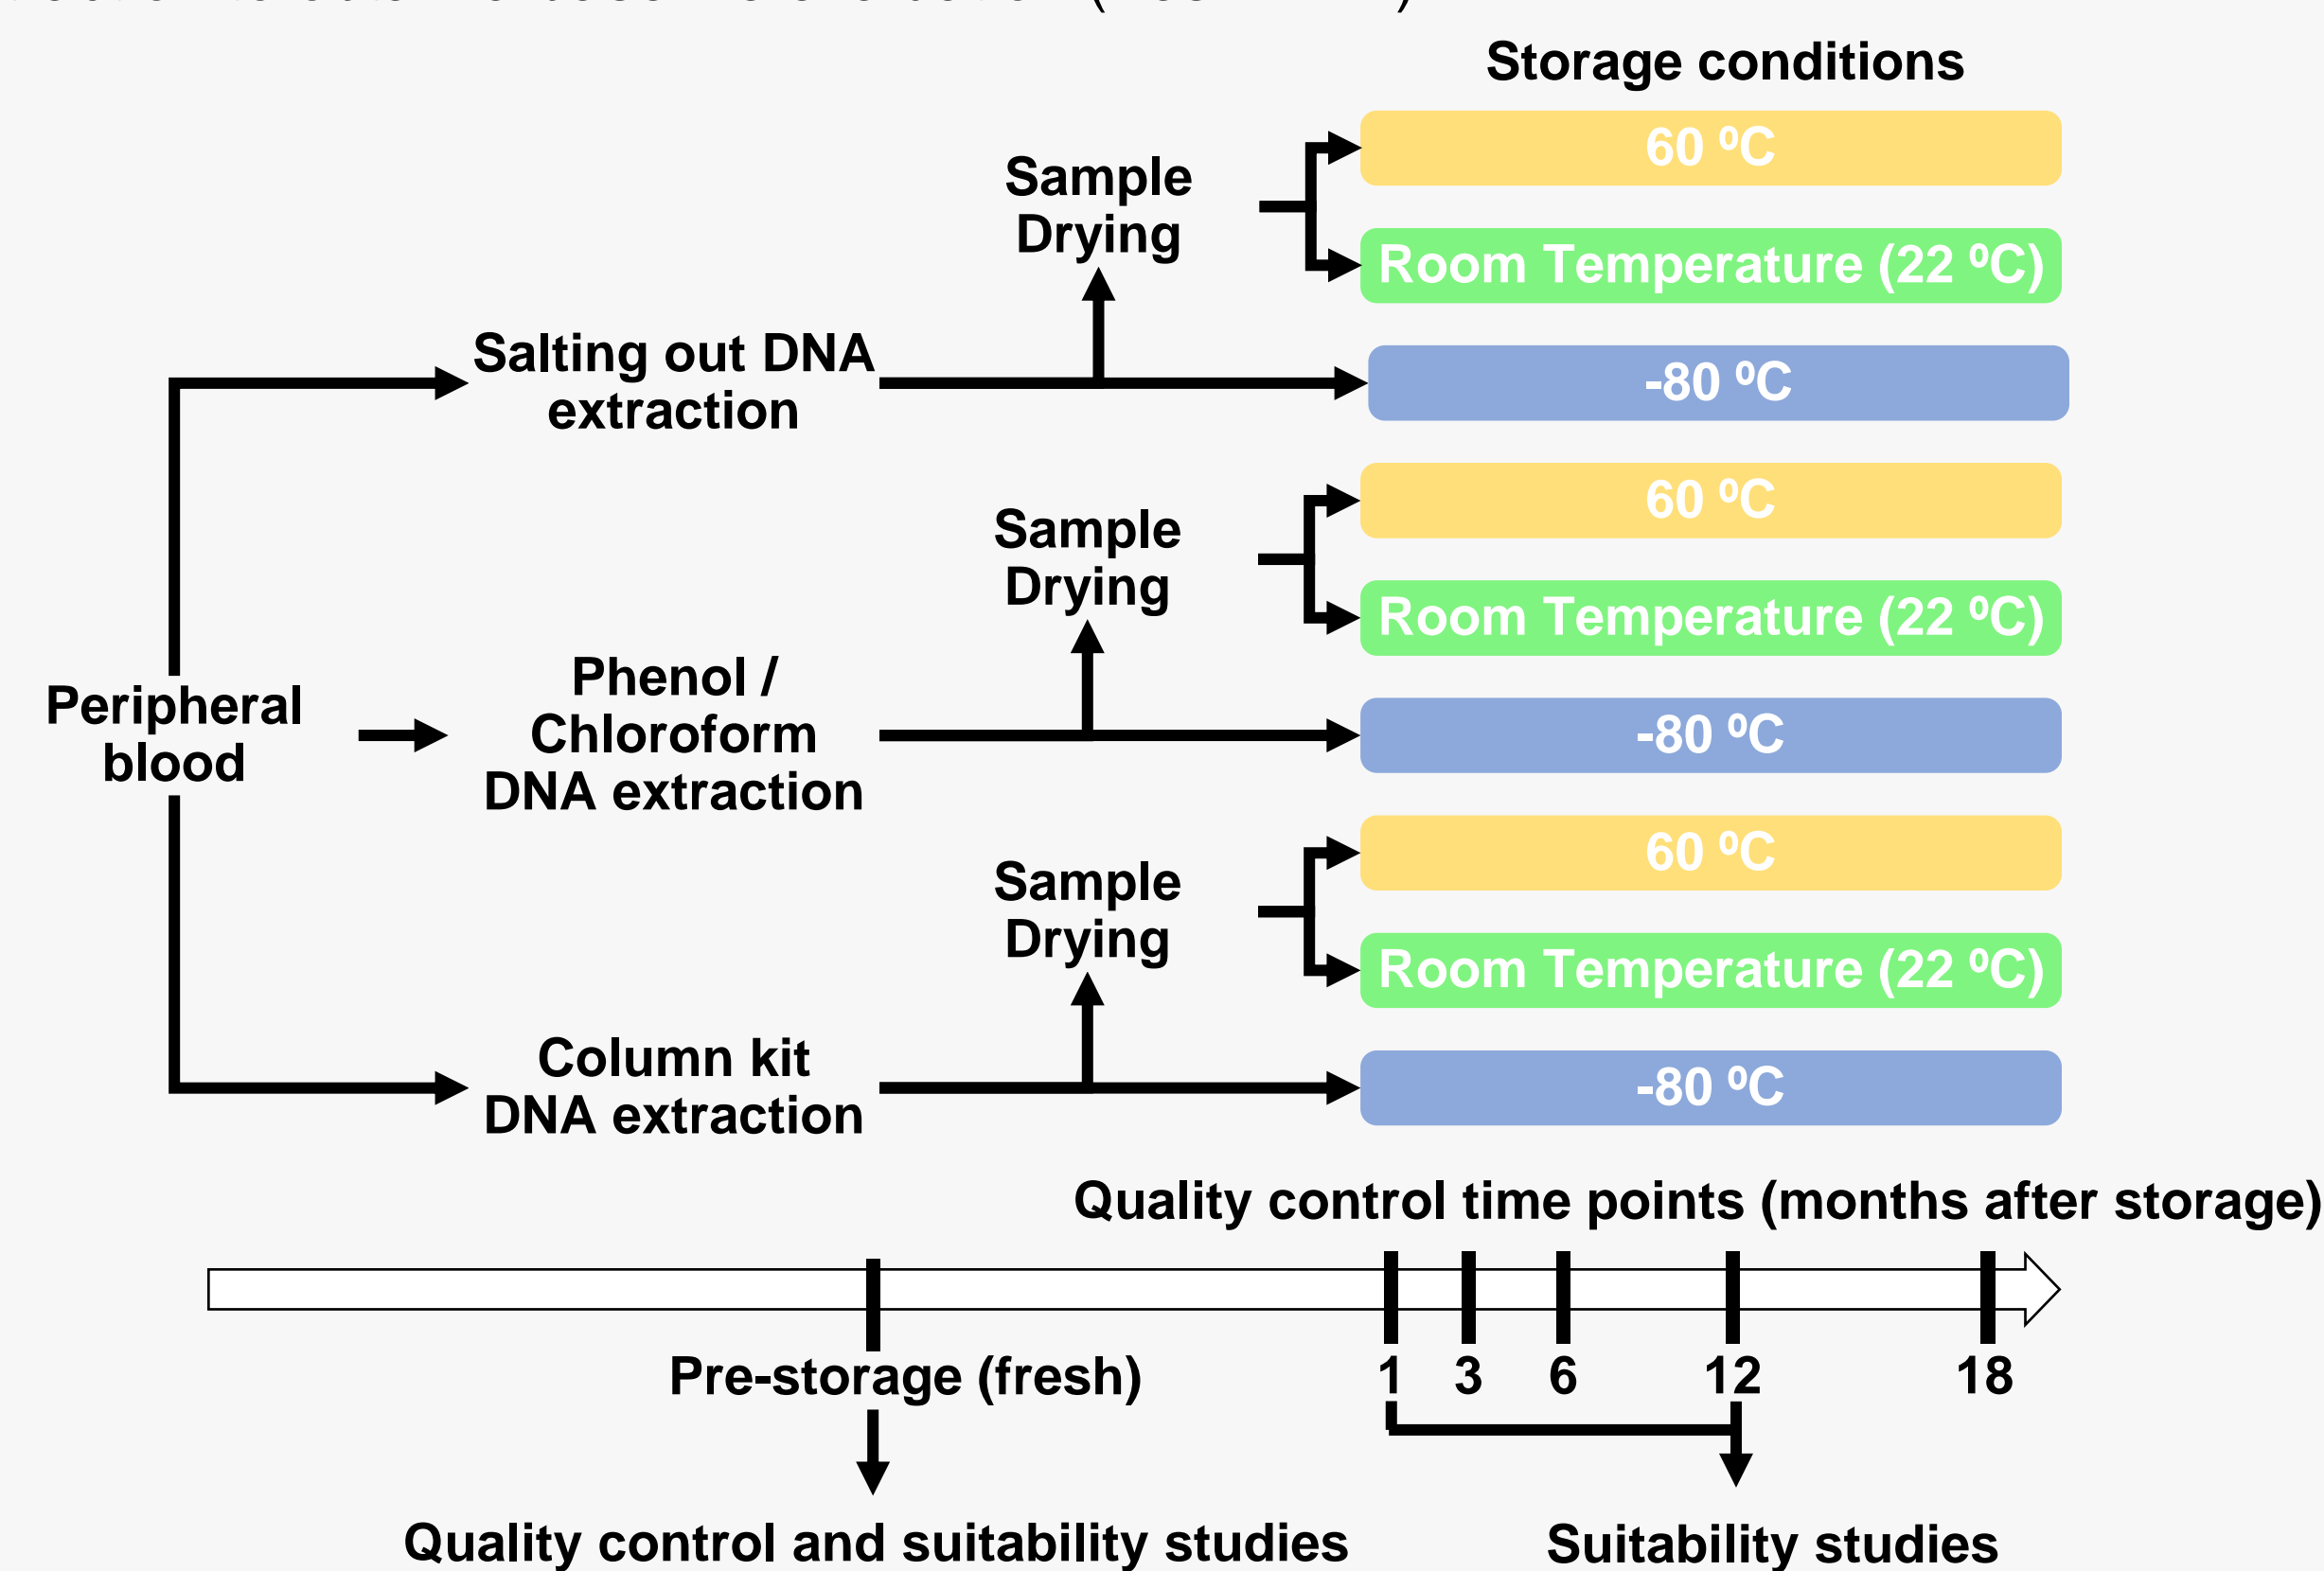 Storage conditions
60 ºC
Sample
Drying
Room Temperature (22 ºC)
Salting out DNA
extraction
-80 ºC
60 ºC
Sample
Drying
Room Temperature (22 ºC)
Phenol /
Chloroform
DNA extraction
Peripheral
blood
-80 ºC
60 ºC
Sample
Drying
Room Temperature (22 ºC)
Column kit
DNA extraction
-80 ºC
Quality control time points (months after storage)
Pre-storage (fresh)
1 3 6 12 18
Quality control and suitability studies
Suitability studies